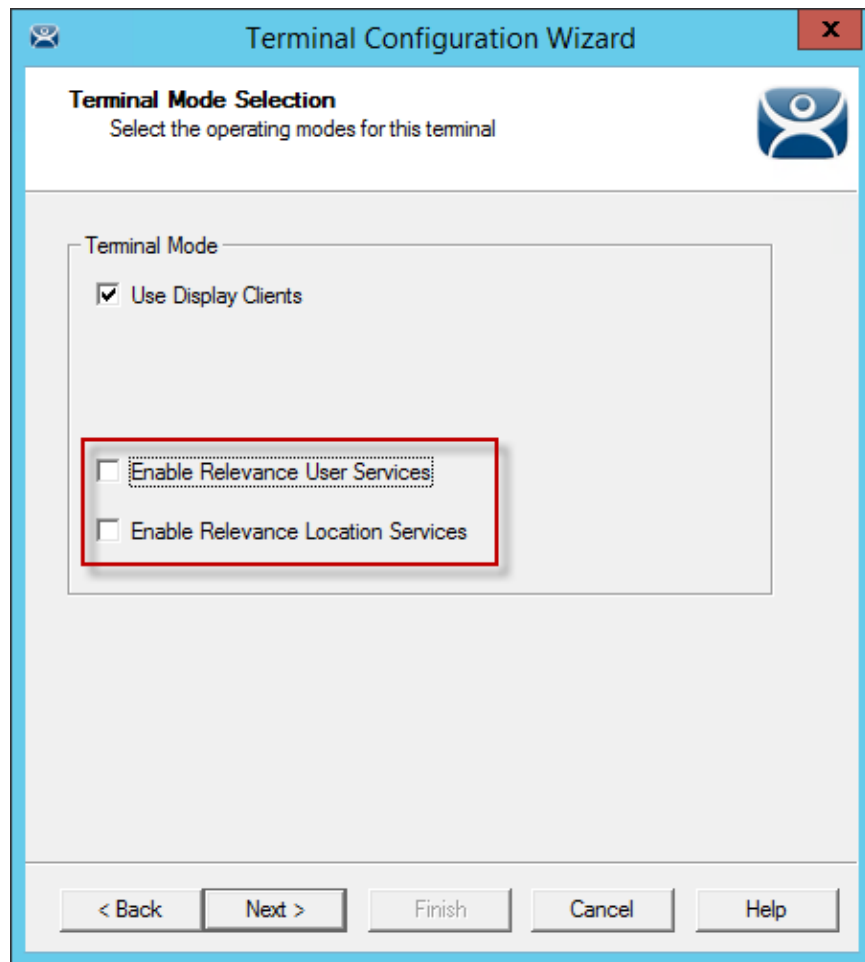 Terminal Configuration Wizard
x
Terminal Mode Selection
Select the operating modes for this terminal
Terminal Mode
Use Display Clients
Enable Relevance User Services
Enable Relevance Location Services
< Back Next > Finish Cancel Help